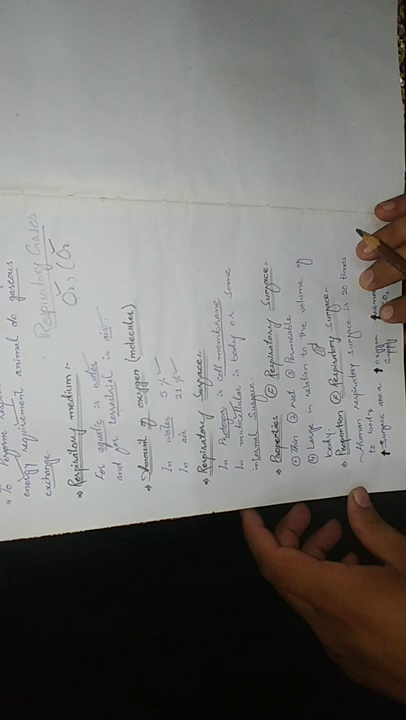 → To Perform
energy requirement animal do gaseous
exchange.
Respiratory Gases
O2, CO2
⇒ Respiratory medium :-
For aquatic is water
and for terrestrial is air.
⇒ Amount of oxygen (molecular)
In water 5 % ✓
In air 21 % ✓
⇒ Respiratory Surface:-
In Protozoa is cell membrane
In multicellular is body or some
internal surface.
⇒ Properties of Respiratory Surface-
① Thin ② wet ③ Permeable
④ Large in relation to the volume of
body.
⇒ Proportion of Respiratory Surface-
→Human respiratory surface is 20 times
to body
↑ Surface area ↑ oxygen ↑
supply CO2